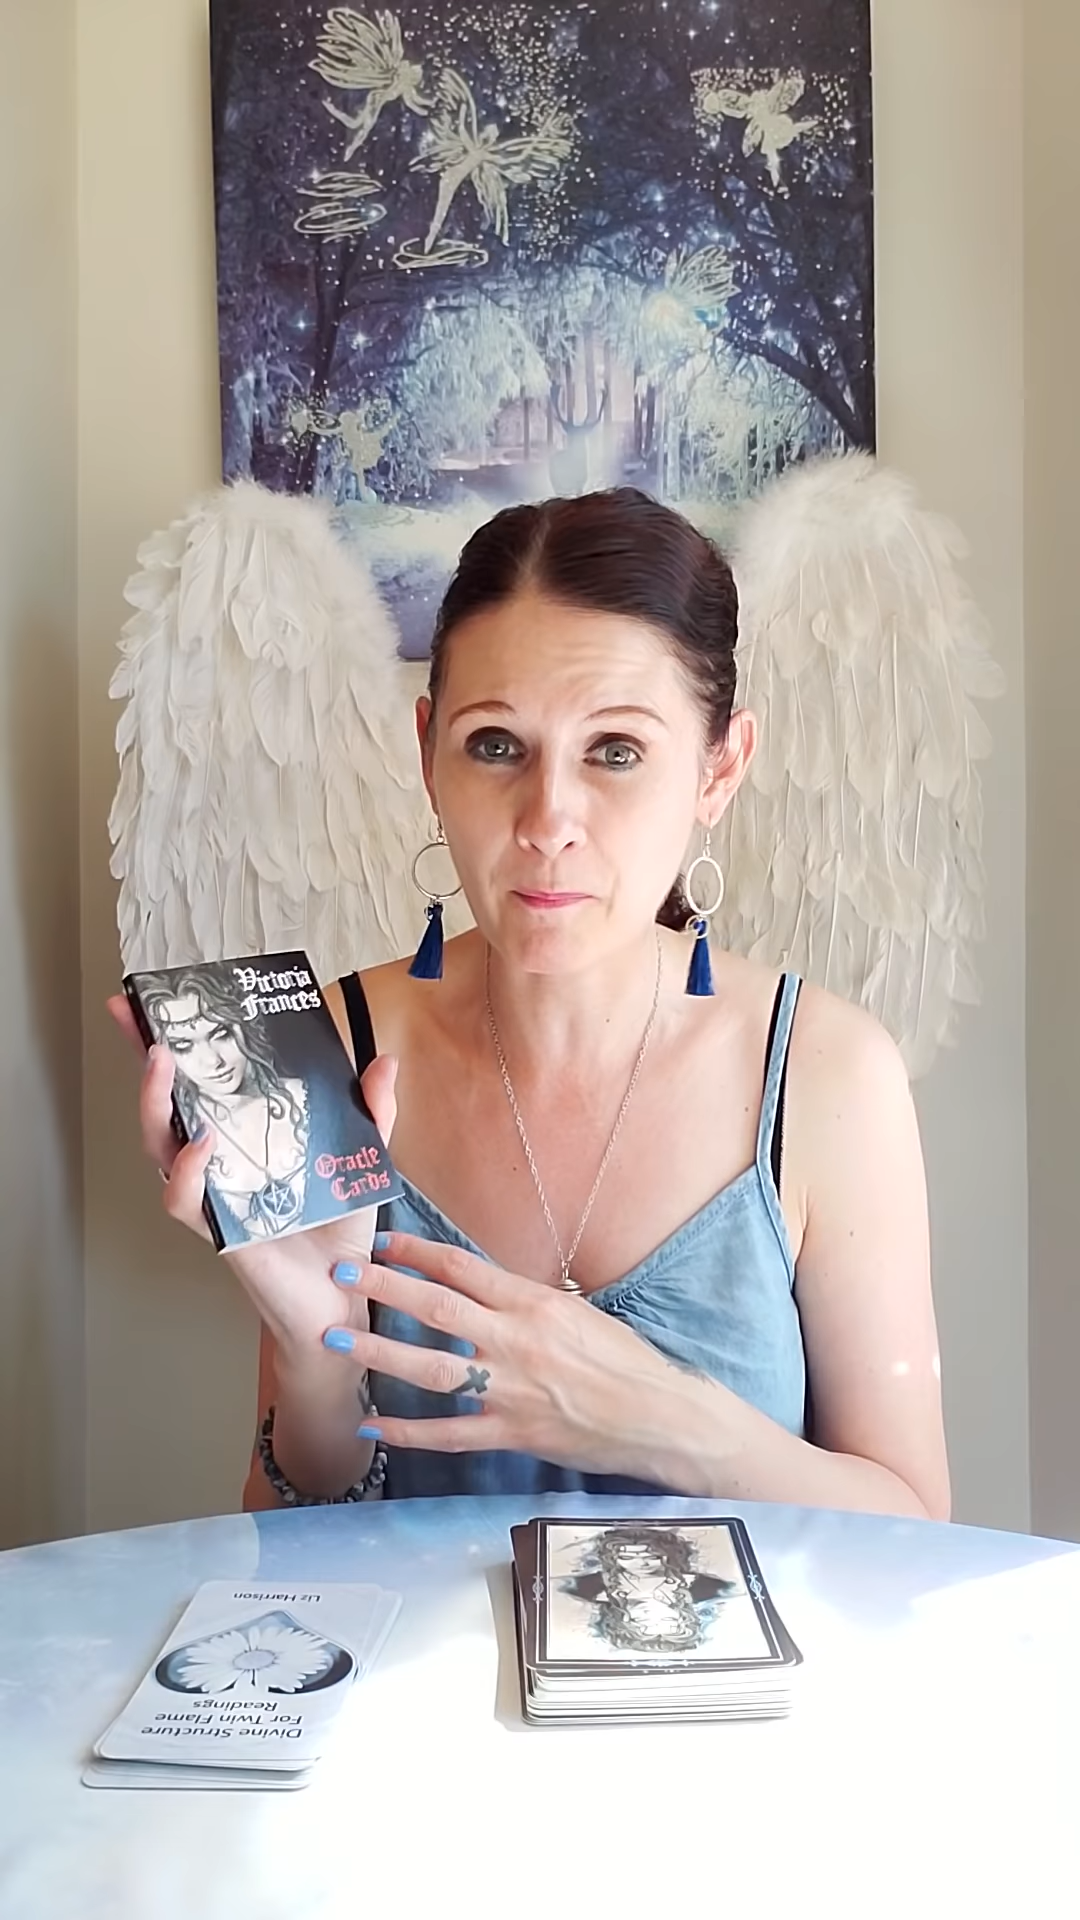 Victoria
Frances
Oracle
Cards
Divine Structure
For Twin Flame
Readings
Liz Harrison